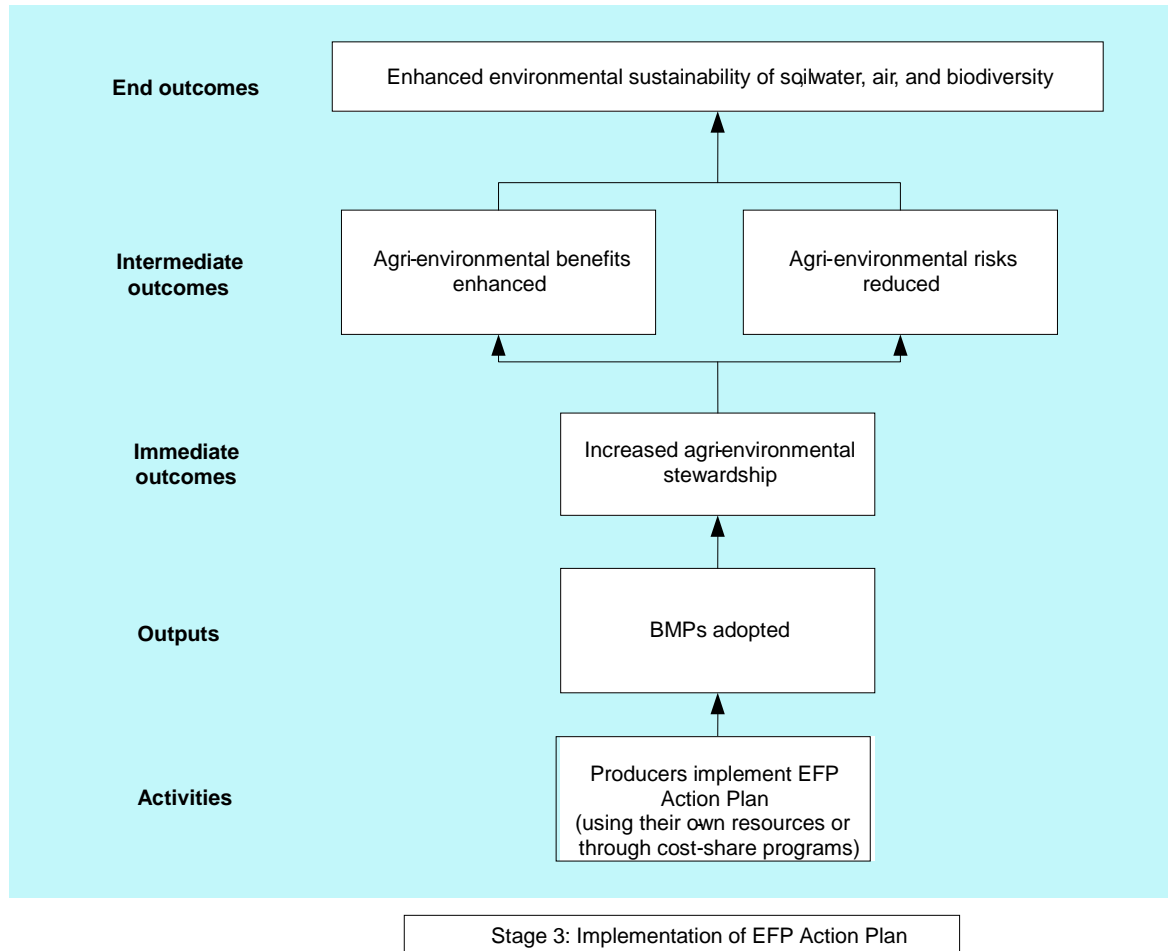 End outcomes
Enhanced environmental sustainability of soilwater, air, and biodiversity
Intermediate
outcomes
Agri-environmental benefits
enhanced
Agri-environmental risks
reduced
Immediate
outcomes
Increased agri-environmental
stewardship
Outputs
BMPs adopted
Activities
Producers implement EFP
Action Plan
(using their own resources or
through cost-share programs)
Stage 3: Implementation of EFP Action Plan